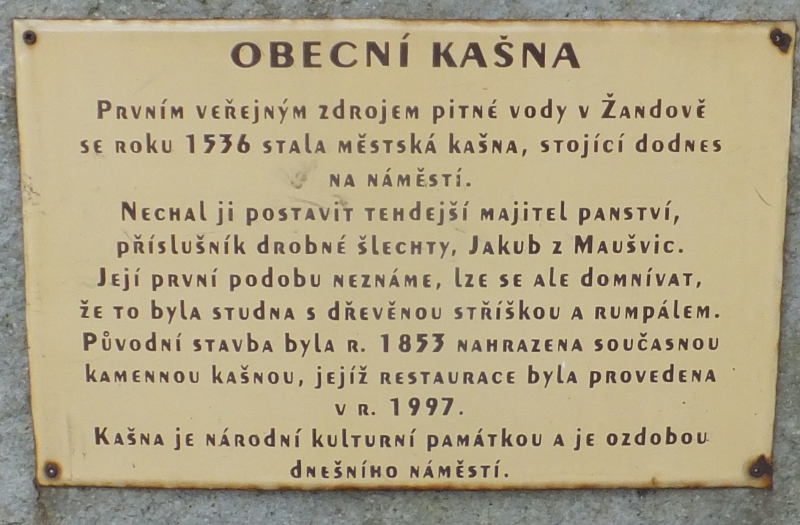 OBECNÍ KAŠNA
PRVNÍM VEŘEJNÝM ZDROJEM PITNÉ VODY V ŽANDOVĚ
SE ROKU 1536 STALA MĚSTSKÁ KAŠNA, STOJÍCÍ DODNES
NA NÁMĚSTÍ.
NECHAL JI POSTAVIT TEHDEJŠÍ MAJITEL PANSTVÍ,
PŘÍSLUŠNÍK DROBNÉ ŠLECHTY, JAKUB Z MAUŠVIC.
JEJÍ PRVNÍ PODOBU NEZNÁME, LZE SE ALE DOMNÍVAT,
ŽE TO BYLA STUDNA S DŘEVĚNOU STŘÍŠKOU A RUMPÁLEM.
PŮVODNÍ STAVBA BYLA R. 1853 NAHRAZENA SOUČASNOU
KAMENNOU KAŠNOU, JEJÍŽ RESTAURACE BYLA PROVEDENA
V R. 1997.
KAŠNA JE NÁRODNÍ KULTURNÍ PAMÁTKOU A JE OZDOBOU
DNEŠNÍHO NÁMĚSTÍ.